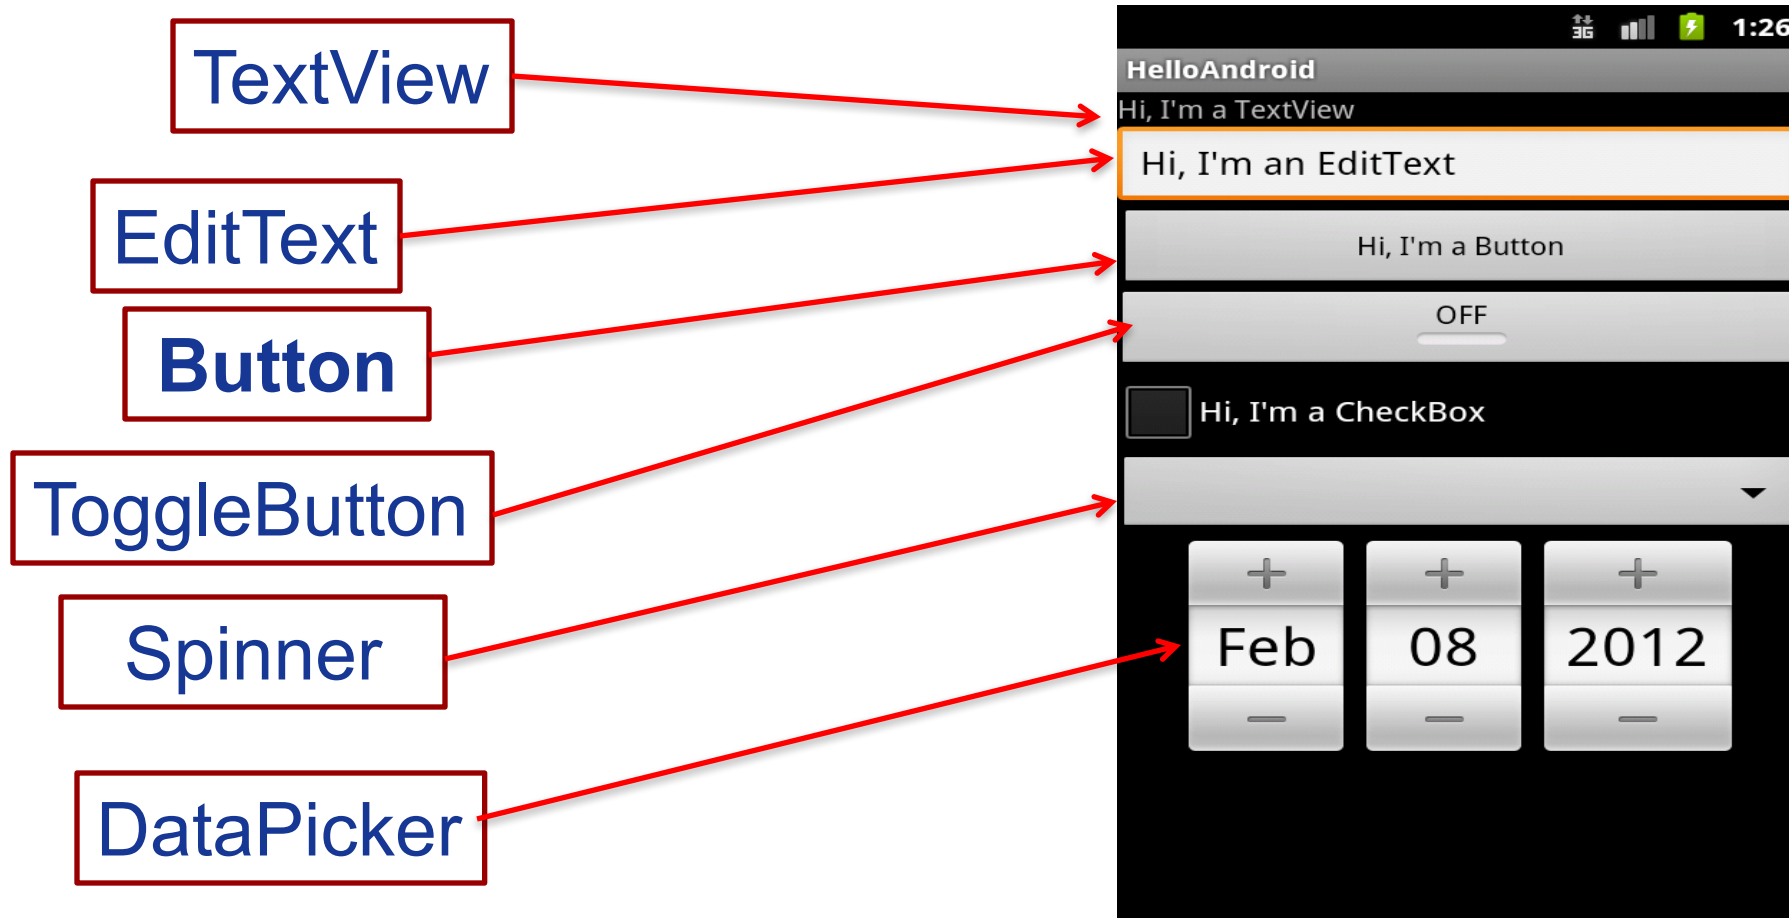 TextView
EditText
Button
ToggleButton
Spinner
DataPicker
3G 1:26
HelloAndroid
Hi, I'm a TextView
Hi, I'm an EditText
Hi, I'm a Button
OFF
Hi, I'm a CheckBox
+ + +
Feb 08 2012
— — —